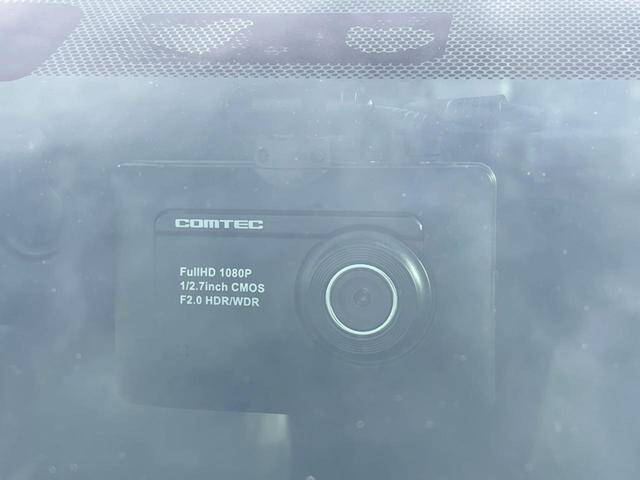 COMTEC
FullHD 1080P
1/2.7inch CMOS
F2.0 HDR/WDR